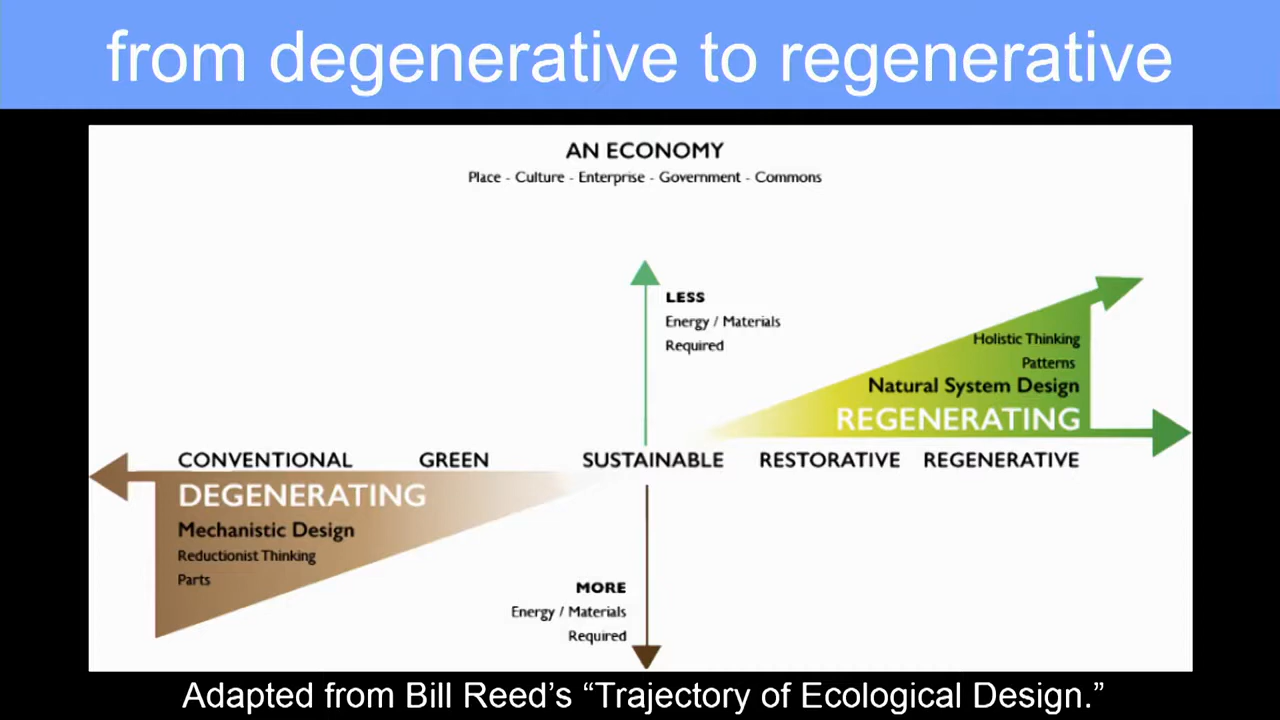 from degenerative to regenerative
AN ECONOMY
Place - Culture - Enterprise - Government - Commons
LESS
Energy / Materials
Required
Holistic Thinking
Patterns
Natural System Design
REGENERATING
CONVENTIONAL GREEN SUSTAINABLE RESTORATIVE REGENERATIVE
DEGENERATING
Mechanistic Design
Reductionist Thinking
Parts
MORE
Energy / Materials
Required
Adapted from Bill Reed’s “Trajectory of Ecological Design.”